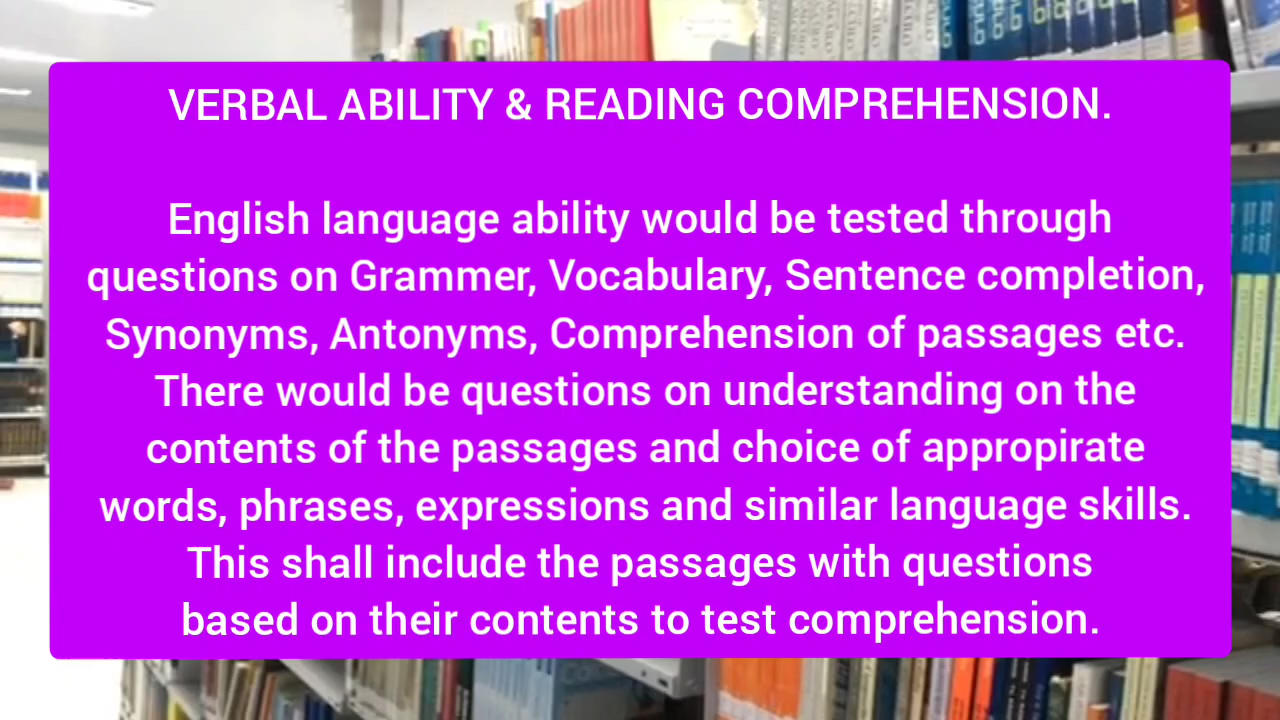 VERBAL ABILITY & READING COMPREHENSION.
English language ability would be tested through
questions on Grammer, Vocabulary, Sentence completion,
Synonyms, Antonyms, Comprehension of passages etc.
There would be questions on understanding on the
contents of the passages and choice of appropirate
words, phrases, expressions and similar language skills.
This shall include the passages with questions
based on their contents to test comprehension.